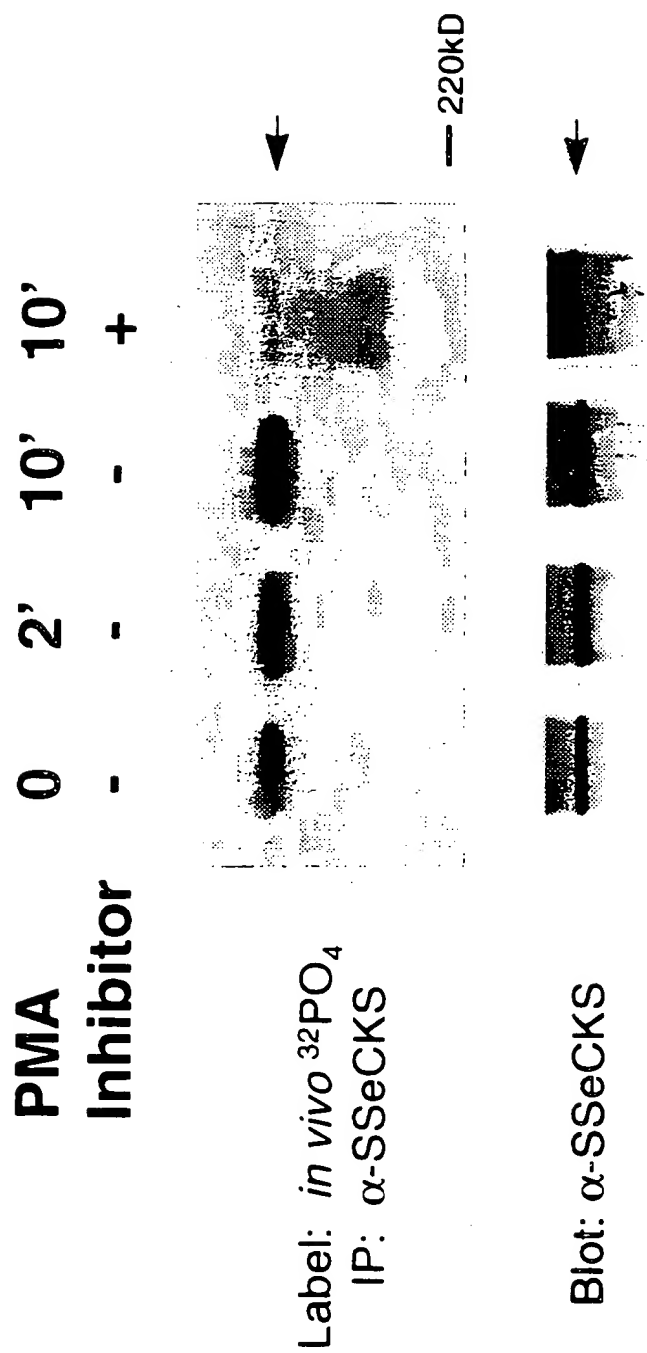 PMA 0 2' 10' 10'
Inhibitor - - - +
Label: in vivo ³²PO₄
IP: α-SSeCKS
220kD
Blot: α-SSeCKS